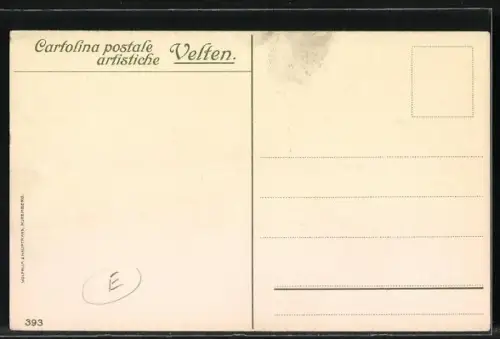 Cartolina postale
artistiche Velten.
E
393